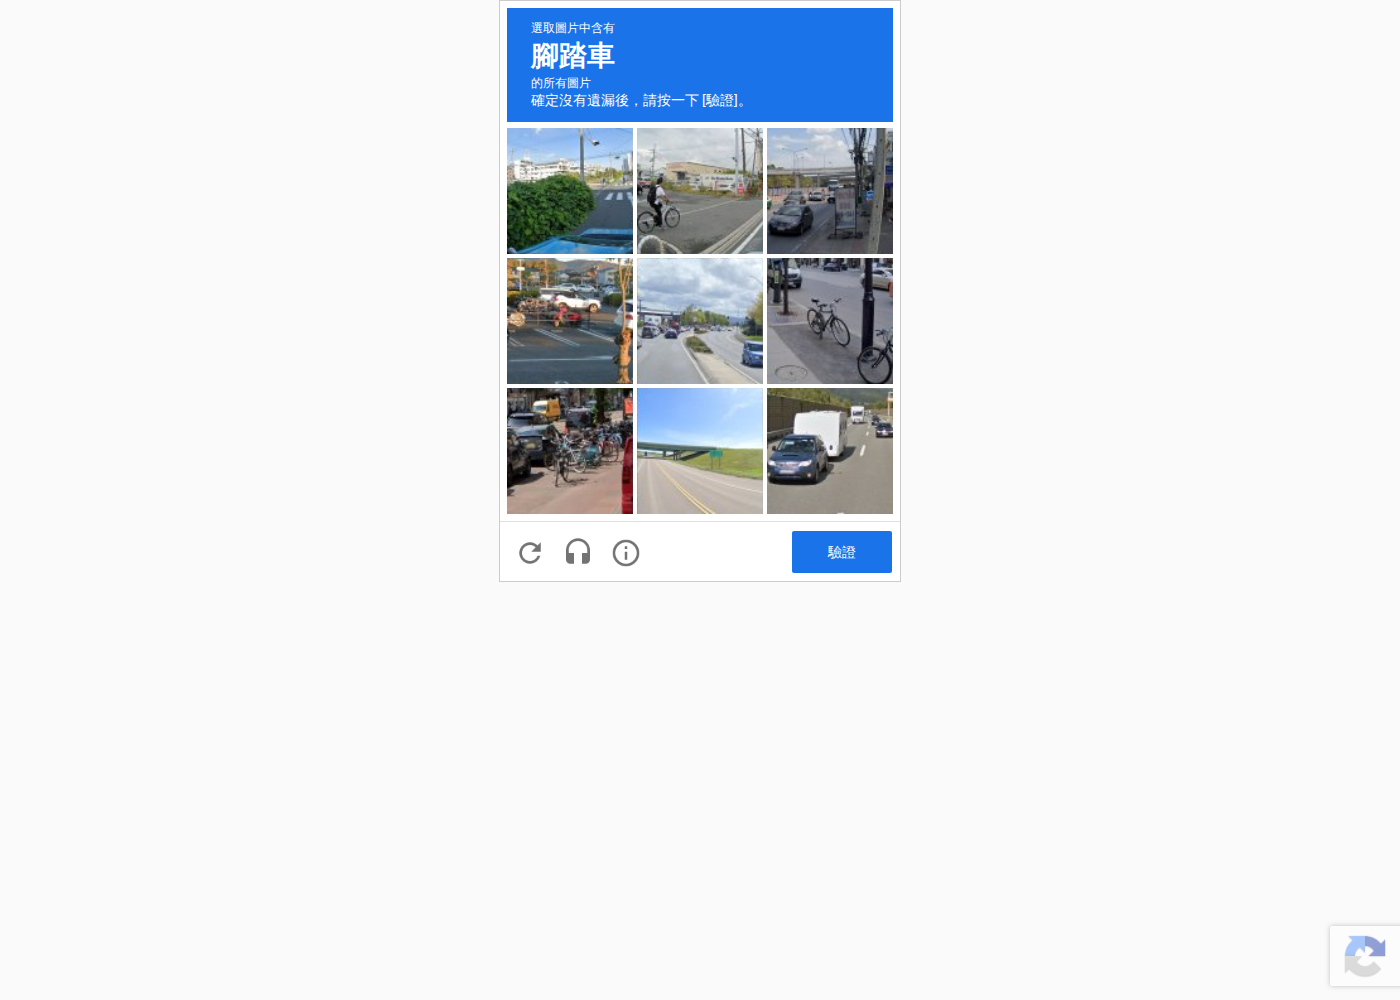 選取圖片中含有
腳踏車
的所有圖片
確定沒有遺漏後，請按一下 [驗證]。
驗證